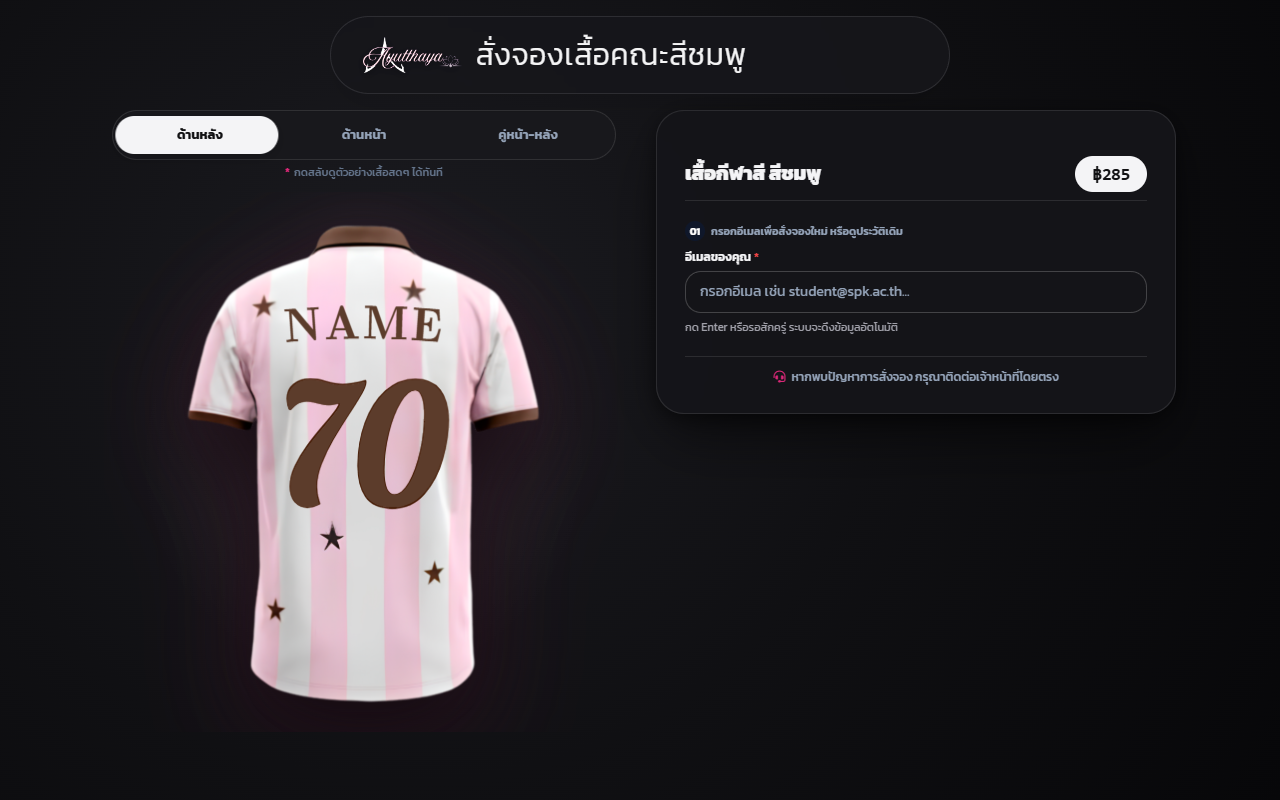 Ayutthaya
สั่งจองเสื้อคณะสีชมพู
ด้านหลัง
ด้านหน้า
คู่หน้า-หลัง
* กดสลับดูตัวอย่างเสื้อสดๆ ได้ทันที
NAME
70
เสื้อกีฬาสี สีชมพู
฿285
01 กรอกอีเมลเพื่อสั่งจองใหม่ หรือดูประวัติเดิม
อีเมลของคุณ *
กรอกอีเมล เช่น student@spk.ac.th...
กด Enter หรือรอสักครู่ ระบบจะดึงข้อมูลอัตโนมัติ
หากพบปัญหาการสั่งจอง กรุณาติดต่อเจ้าหน้าที่โดยตรง